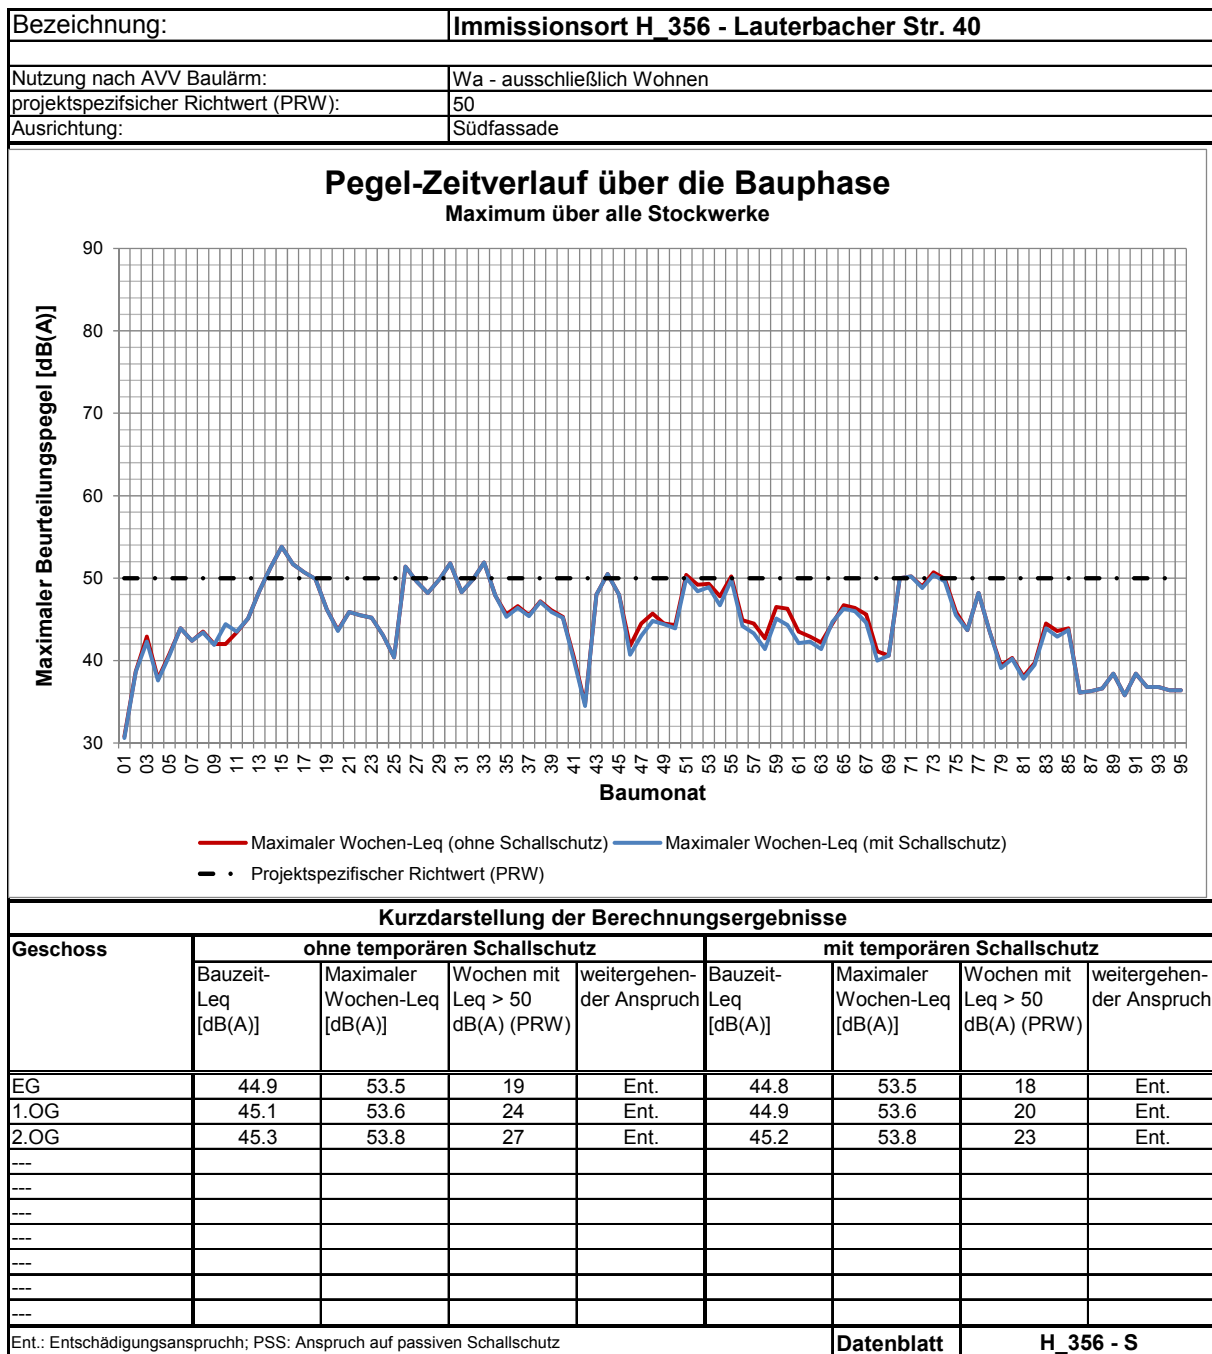 Bezeichnung: Immissionsort H_356 - Lauterbacher Str. 40
Nutzung nach AVV Baulärm: Wa - ausschließlich Wohnen
projektspezifsicher Richtwert (PRW): 50
Ausrichtung: Südfassade
Pegel-Zeitverlauf über die Bauphase
Maximum über alle Stockwerke
Maximaler Beurteilungspegel [dB(A)]
90
80
70
60
50
40
30
01 03 05 07 09 11 13 15 17 19 21 23 25 27 29 31 33 35 37 39 41 43 45 47 49 51 53 55 57 59 61 63 65 67 69 71 73 75 77 79 81 83 85 87 89 91 93 95
Baumonat
Maximaler Wochen-Leq (ohne Schallschutz) Maximaler Wochen-Leq (mit Schallschutz)
Projektspezifischer Richtwert (PRW)
Kurzdarstellung der Berechnungsergebnisse
Geschoss ohne temporären Schallschutz mit temporären Schallschutz
Bauzeit- Maximaler Wochen mit weitergehen- Bauzeit- Maximaler Wochen mit weitergehen-
Leq Wochen-Leq Leq > 50 der Anspruch Leq Wochen-Leq Leq > 50 der Anspruch
[dB(A)] [dB(A)] dB(A) (PRW) [dB(A)] [dB(A)] dB(A) (PRW)
EG 44.9 53.5 19 Ent. 44.8 53.5 18 Ent.
1.OG 45.1 53.6 24 Ent. 44.9 53.6 20 Ent.
2.OG 45.3 53.8 27 Ent. 45.2 53.8 23 Ent.
---
---
---
---
---
---
---
Ent.: Entschädigungsanspruchh; PSS: Anspruch auf passiven Schallschutz Datenblatt H_356 - S